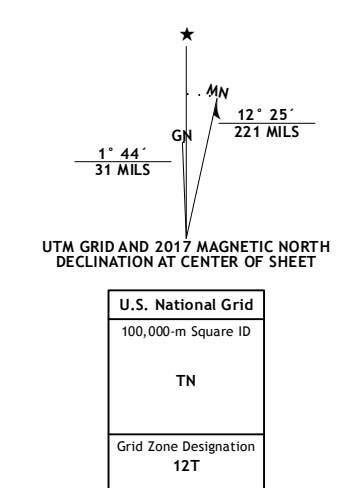 MN
12° 25´
221 MILS
GN
1° 44´
31 MILS
UTM GRID AND 2017 MAGNETIC NORTH
DECLINATION AT CENTER OF SHEET
U.S. National Grid
100,000-m Square ID
TN
Grid Zone Designation
12T